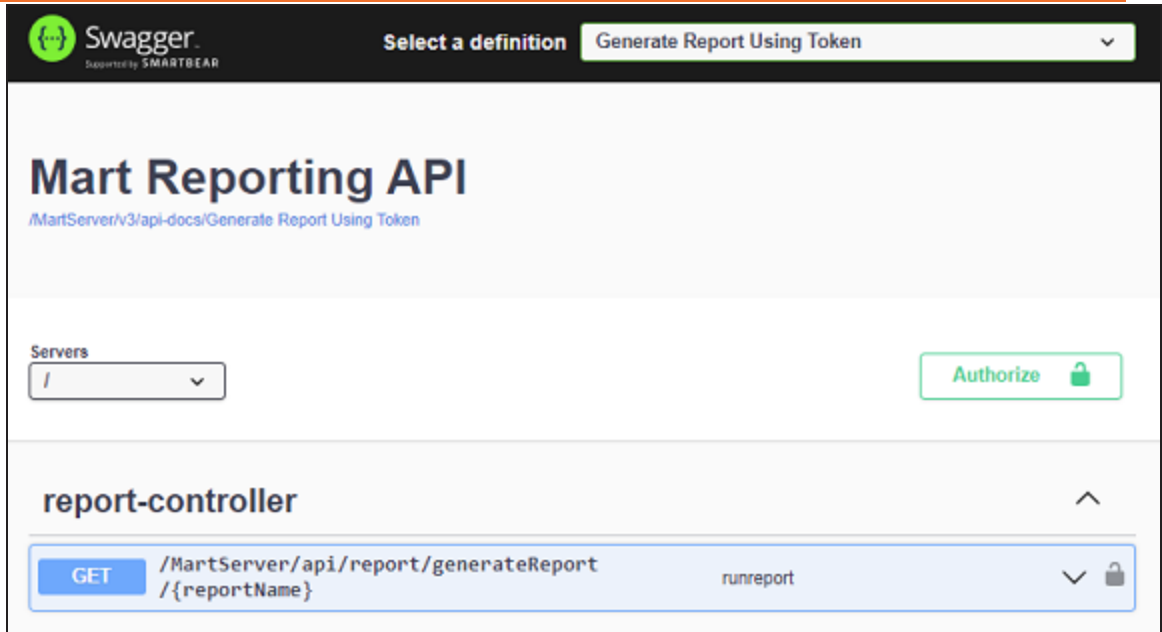 {···} Swagger.
Supported by SMARTBEAR
Select a definition
Generate Report Using Token
Mart Reporting API
/MartServer/v3/api-docs/Generate Report Using Token
Servers
/
Authorize
report-controller
GET
/MartServer/api/report/generateReport
/{reportName}
runreport